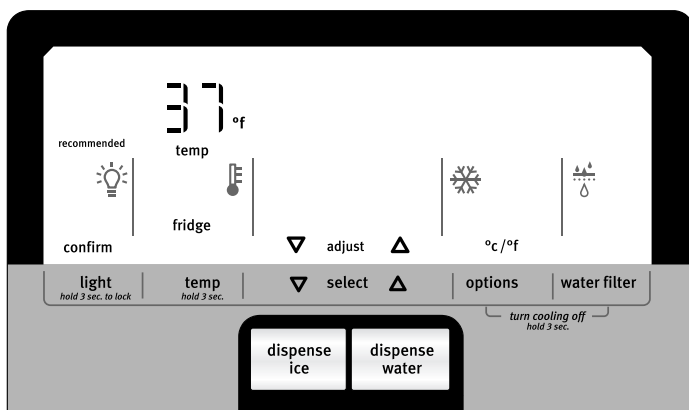 37 °f
recommended
temp
fridge
confirm
adjust
°c/°f
light
hold 3 sec. to lock
temp
hold 3 sec.
select
options
water filter
turn cooling off
hold 3 sec.
dispense
ice
dispense
water